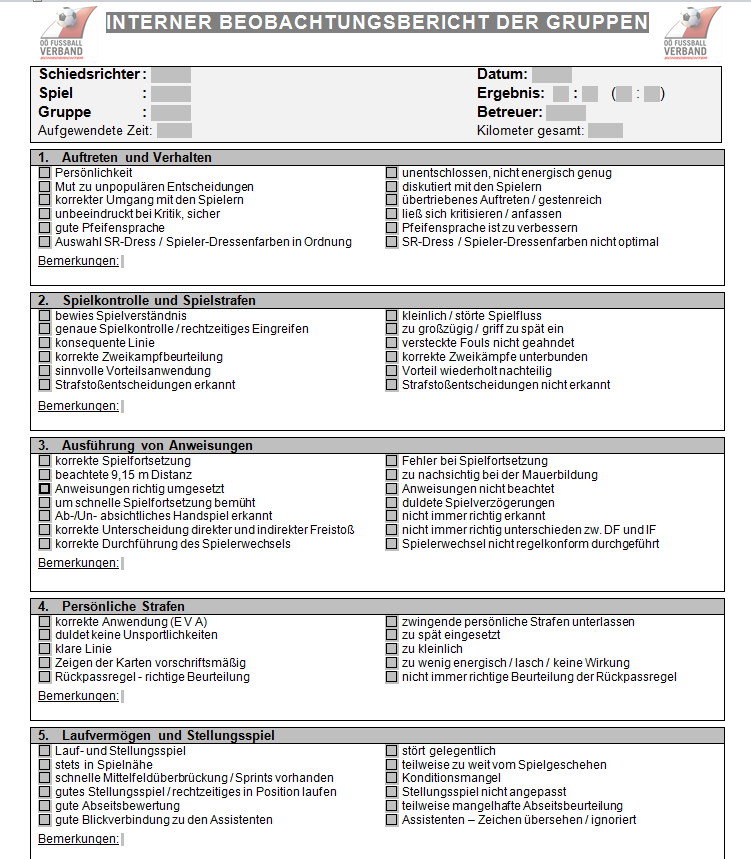 OÖ FUSSBALL
VERBAND
SCHIEDSRICHTER
INTERNER BEOBACHTUNGSBERICHT DER GRUPPEN
OÖ FUSSBALL
VERBAND
SCHIEDSRICHTER
Schiedsrichter: Datum:
Spiel : Ergebnis: : ( : )
Gruppe : Betreuer:
Aufgewendete Zeit: Kilometer gesamt:
1. Auftreten und Verhalten
Persönlichkeit unentschlossen, nicht energisch genug
Mut zu unpopulären Entscheidungen diskutiert mit den Spielern
korrekter Umgang mit den Spielern übertriebenes Auftreten / gestenreich
unbeeindruckt bei Kritik, sicher ließ sich kritisieren / anfassen
gute Pfeifensprache Pfeifensprache ist zu verbessern
Auswahl SR-Dress / Spieler-Dressenfarben in Ordnung SR-Dress / Spieler-Dressenfarben nicht optimal
Bemerkungen:
2. Spielkontrolle und Spielstrafen
bewies Spielverständnis kleinlich / störte Spielfluss
genaue Spielkontrolle / rechtzeitiges Eingreifen zu großzügig / griff zu spät ein
konsequente Linie versteckte Fouls nicht geahndet
korrekte Zweikampfbeurteilung korrekte Zweikämpfe unterbunden
sinnvolle Vorteilsanwendung Vorteil wiederholt nachteilig
Strafstoßentscheidungen erkannt Strafstoßentscheidungen nicht erkannt
Bemerkungen:
3. Ausführung von Anweisungen
korrekte Spielfortsetzung Fehler bei Spielfortsetzung
beachtete 9,15 m Distanz zu nachsichtig bei der Mauerbildung
Anweisungen richtig umgesetzt Anweisungen nicht beachtet
um schnelle Spielfortsetzung bemüht duldete Spielverzögerungen
Ab-/Un- absichtliches Handspiel erkannt nicht immer richtig erkannt
korrekte Unterscheidung direkter und indirekter Freistoß nicht immer richtig unterschieden zw. DF und IF
korrekte Durchführung des Spielerwechsels Spielerwechsel nicht regelkonform durchgeführt
Bemerkungen:
4. Persönliche Strafen
korrekte Anwendung (E V A) zwingende persönliche Strafen unterlassen
duldet keine Unsportlichkeiten zu spät eingesetzt
klare Linie zu kleinlich
Zeigen der Karten vorschriftsmäßig zu wenig energisch / lasch / keine Wirkung
Rückpassregel - richtige Beurteilung nicht immer richtige Beurteilung der Rückpassregel
Bemerkungen:
5. Laufvermögen und Stellungsspiel
Lauf- und Stellungsspiel stört gelegentlich
stets in Spielnähe teilweise zu weit vom Spielgeschehen
schnelle Mittelfeldüberbrückung / Sprints vorhanden Konditionsmangel
gutes Stellungsspiel / rechtzeitiges in Position laufen Stellungsspiel nicht angepasst
gute Abseitsbewertung teilweise mangelhafte Abseitsbeurteilung
gute Blickverbindung zu den Assistenten Assistenten – Zeichen übersehen / ignoriert
Bemerkungen: